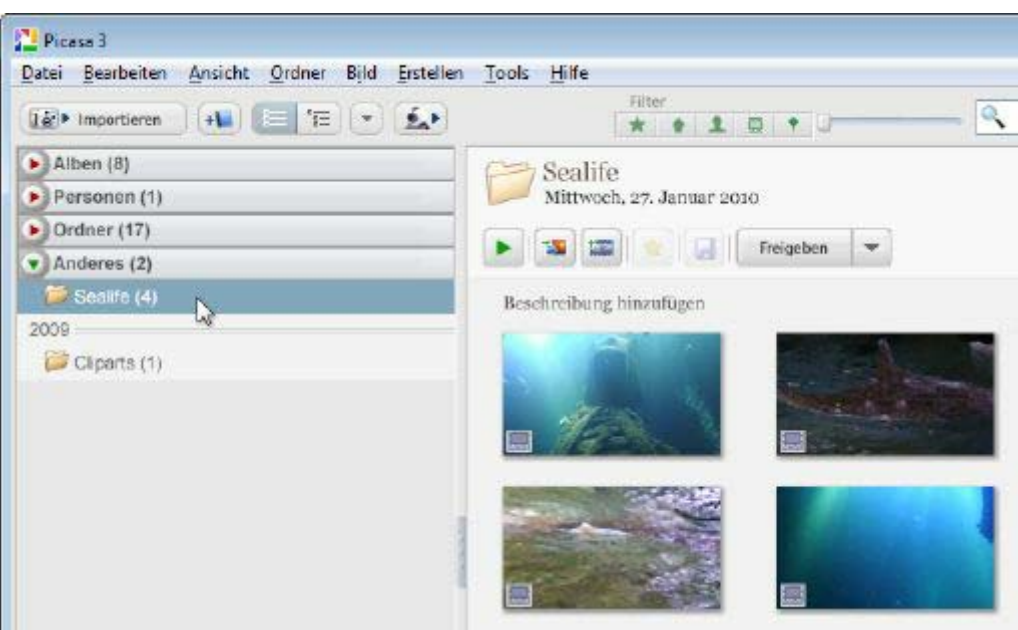 Picasa 3
Datei Bearbeiten Ansicht Ordner Bild Erstellen Tools Hilfe
Importieren
Filter
Alben (8)
Personen (1)
Ordner (17)
Anderes (2)
Sealife (4)
2009
Cliparts (1)
Sealife
Mittwoch, 27. Januar 2010
Freigeben
Beschreibung hinzufügen